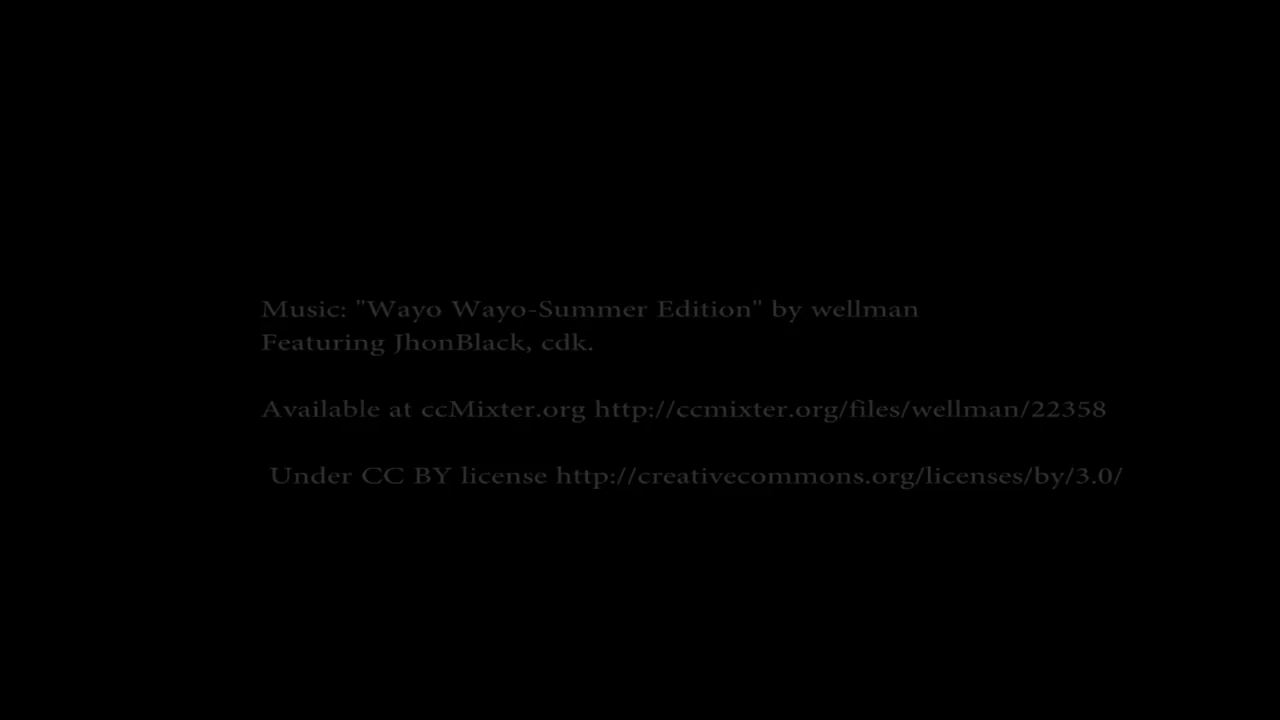 Music: "Wayo Wayo-Summer Edition" by wellman
Featuring JhonBlack, cdk.
Available at ccMixter.org http://ccmixter.org/files/wellman/22358
Under CC BY license http://creativecommons.org/licenses/by/3.0/